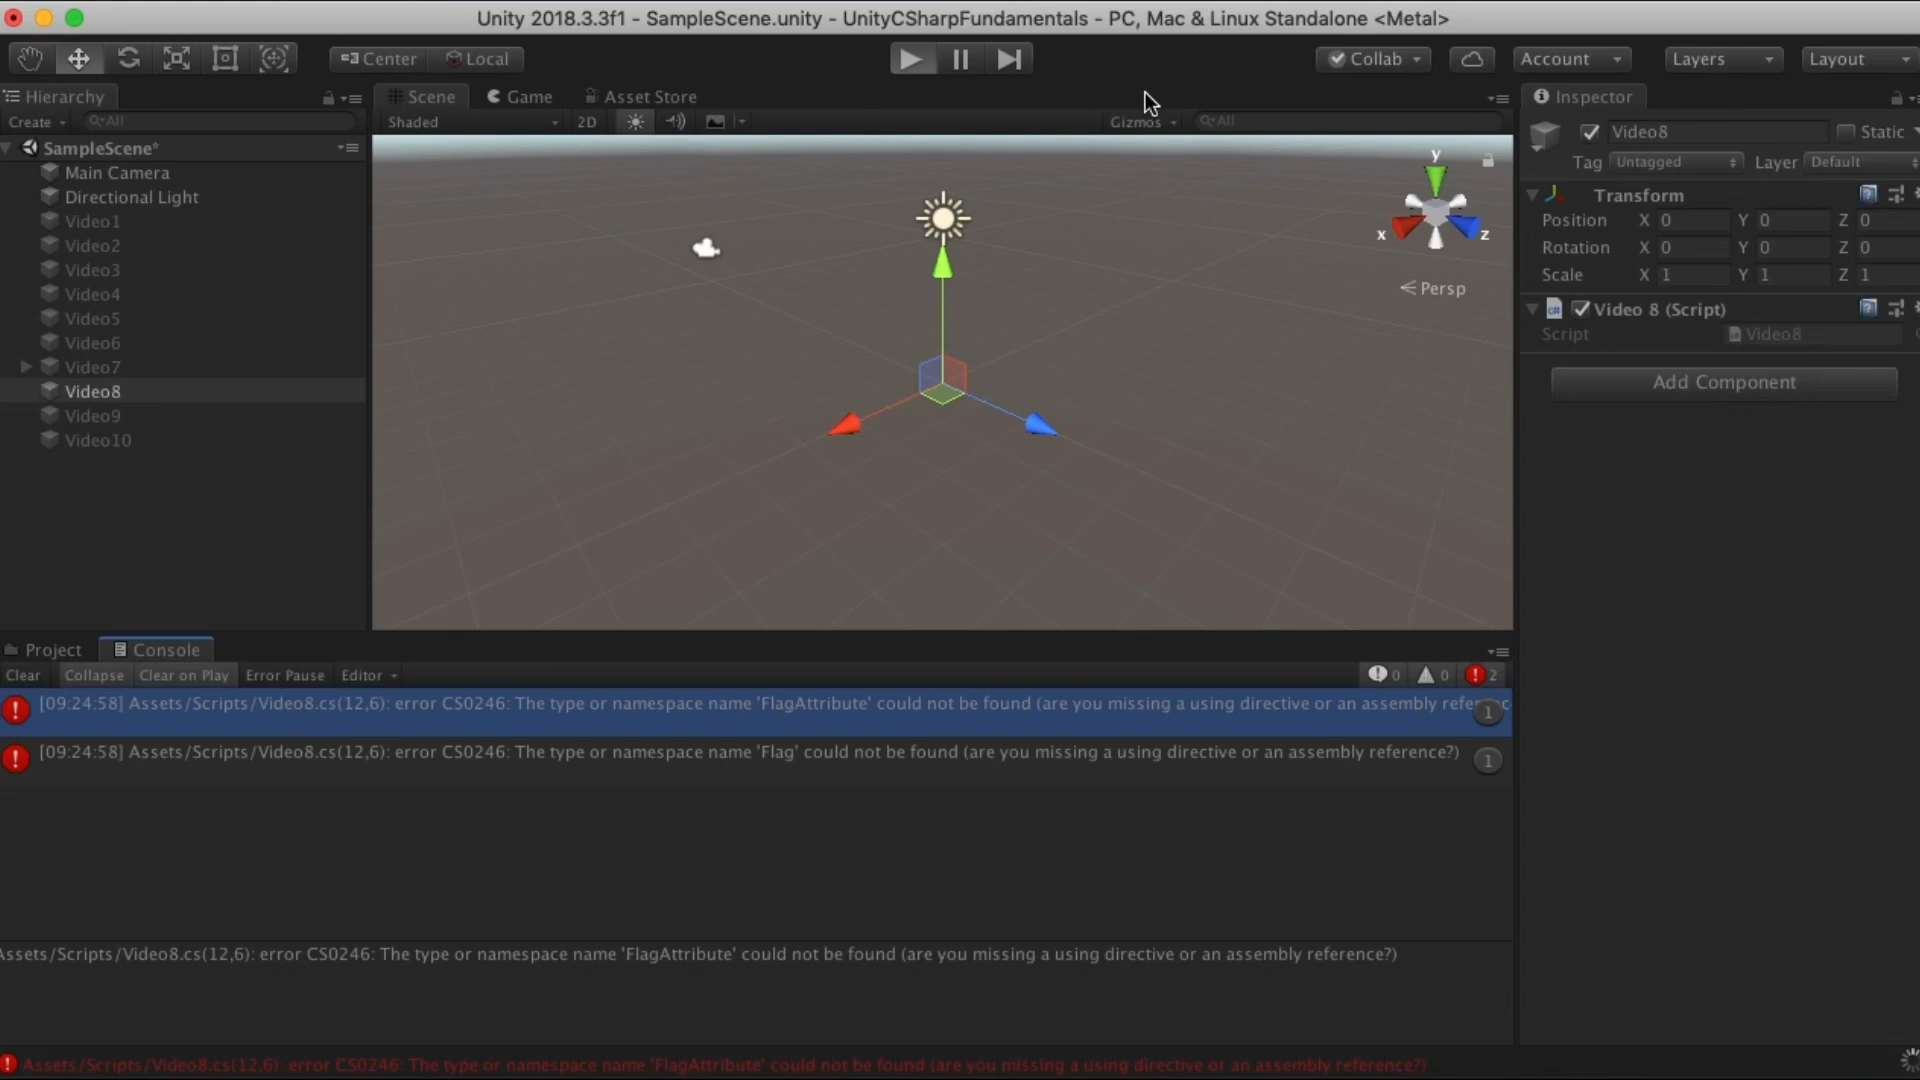 Unity 2018.3.3f1 - SampleScene.unity - UnityCSharpFundamentals - PC, Mac & Linux Standalone <Metal>
Center Local Collab Account Layers Layout
Hierarchy Scene Game Asset Store Inspector
Create All Shaded 2D Gizmos All
SampleScene*
Main Camera
Directional Light
Video1
Video2
Video3
Video4
Video5
Video6
Video7
Video8
Video9
Video10
y
x
z
Persp
Video8 Static
Tag Untagged Layer Default
Transform
Position X 0 Y 0 Z 0
Rotation X 0 Y 0 Z 0
Scale X 1 Y 1 Z 1
Video 8 (Script)
Script Video8
Add Component
Project Console
Clear Collapse Clear on Play Error Pause Editor 0 0 2
[09:24:58] Assets/Scripts/Video8.cs(12,6): error CS0246: The type or namespace name 'FlagAttribute' could not be found (are you missing a using directive or an assembly referenc
1
[09:24:58] Assets/Scripts/Video8.cs(12,6): error CS0246: The type or namespace name 'Flag' could not be found (are you missing a using directive or an assembly reference?)
1
Assets/Scripts/Video8.cs(12,6): error CS0246: The type or namespace name 'FlagAttribute' could not be found (are you missing a using directive or an assembly reference?)
Assets/Scripts/Video8.cs(12,6): error CS0246: The type or namespace name 'FlagAttribute' could not be found (are you missing a using directive or an assembly reference?)